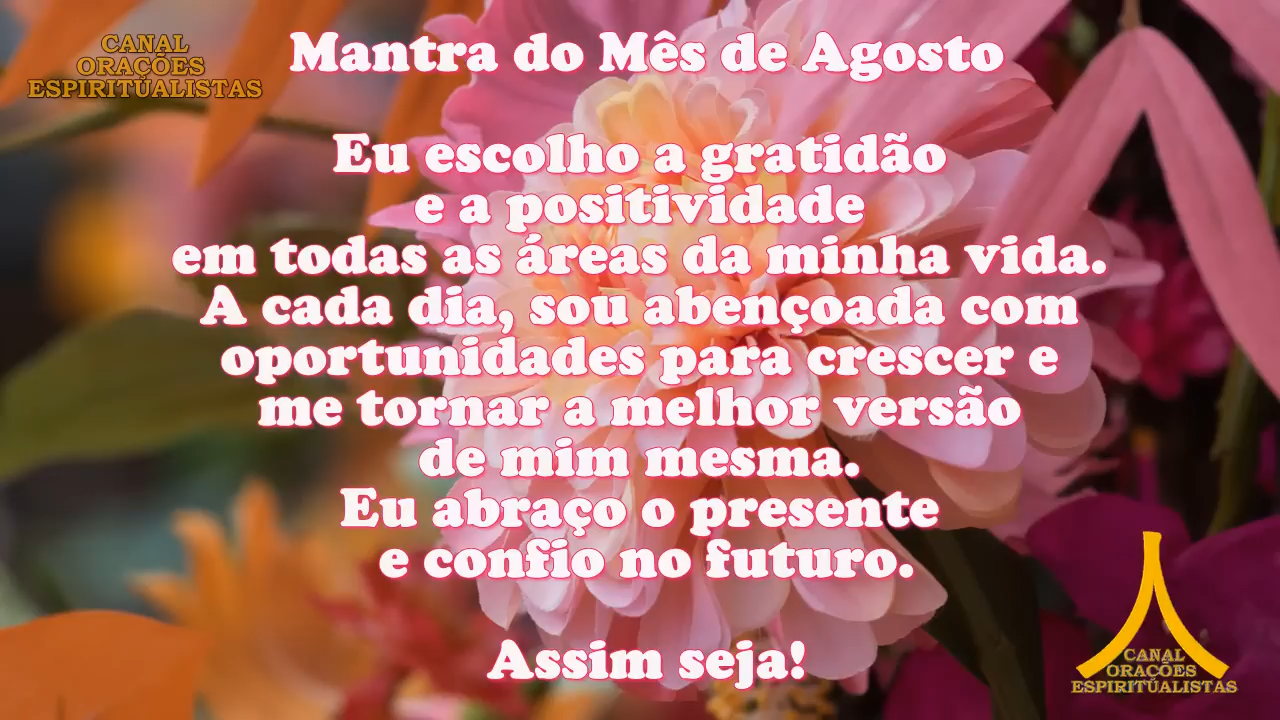 CANAL
ORAÇÕES
ESPIRITUALISTAS
Mantra do Mês de Agosto
Eu escolho a gratidão
e a positividade
em todas as áreas da minha vida.
A cada dia, sou abençoada com
oportunidades para crescer e
me tornar a melhor versão
de mim mesma.
Eu abraço o presente
e confio no futuro.
Assim seja!
CANAL
ORAÇÕES
ESPIRITUALISTAS